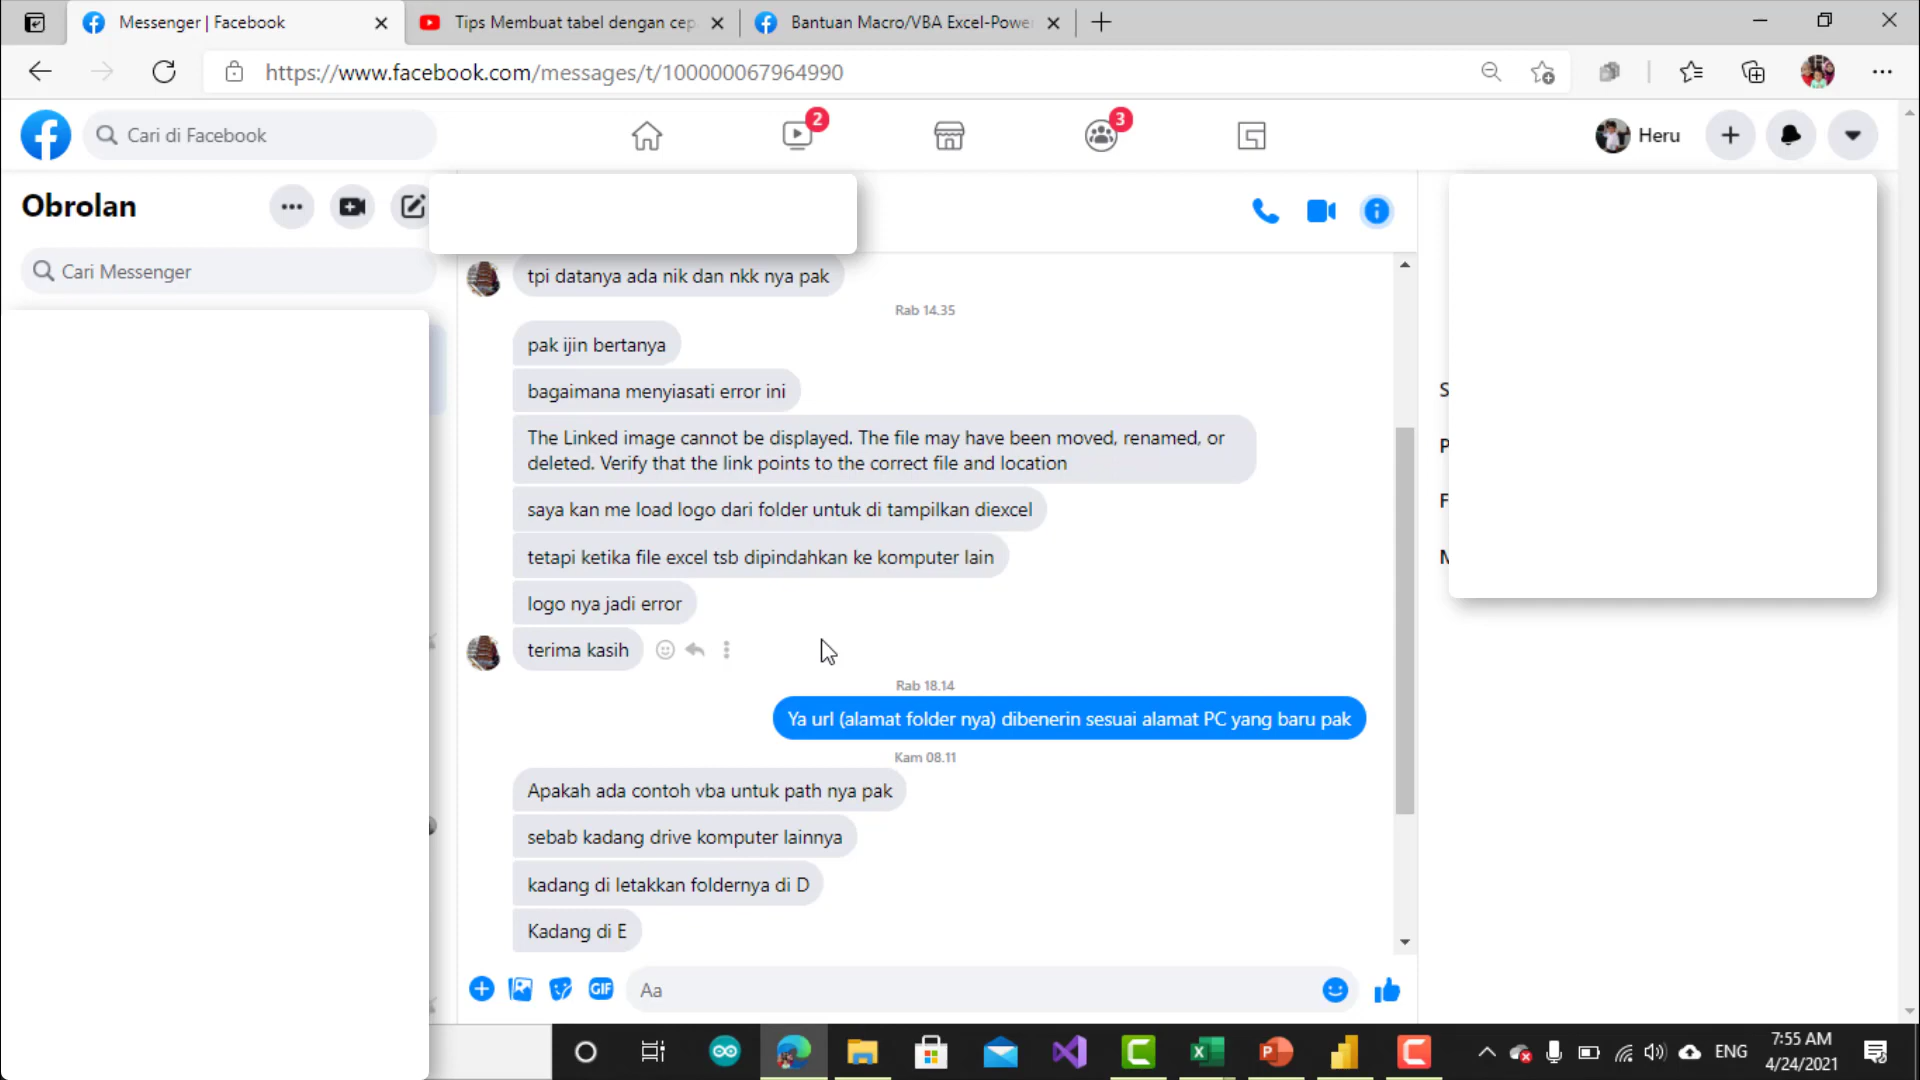 Messenger | Facebook
Tips Membuat tabel dengan cep
Bantuan Macro/VBA Excel-Powe
https://www.facebook.com/messages/t/100000067964990
Cari di Facebook
2
3
Heru
Obrolan
Cari Messenger
tpi datanya ada nik dan nkk nya pak
Rab 14.35
pak ijin bertanya
bagaimana menyiasati error ini
The Linked image cannot be displayed. The file may have been moved, renamed, or
deleted. Verify that the link points to the correct file and location
saya kan me load logo dari folder untuk di tampilkan diexcel
tetapi ketika file excel tsb dipindahkan ke komputer lain
logo nya jadi error
terima kasih
Rab 18.14
Ya url (alamat folder nya) dibenerin sesuai alamat PC yang baru pak
Kam 08.11
Apakah ada contoh vba untuk path nya pak
sebab kadang drive komputer lainnya
kadang di letakkan foldernya di D
Kadang di E
S
P
F
GIF
Aa
ENG
7:55 AM
4/24/2021